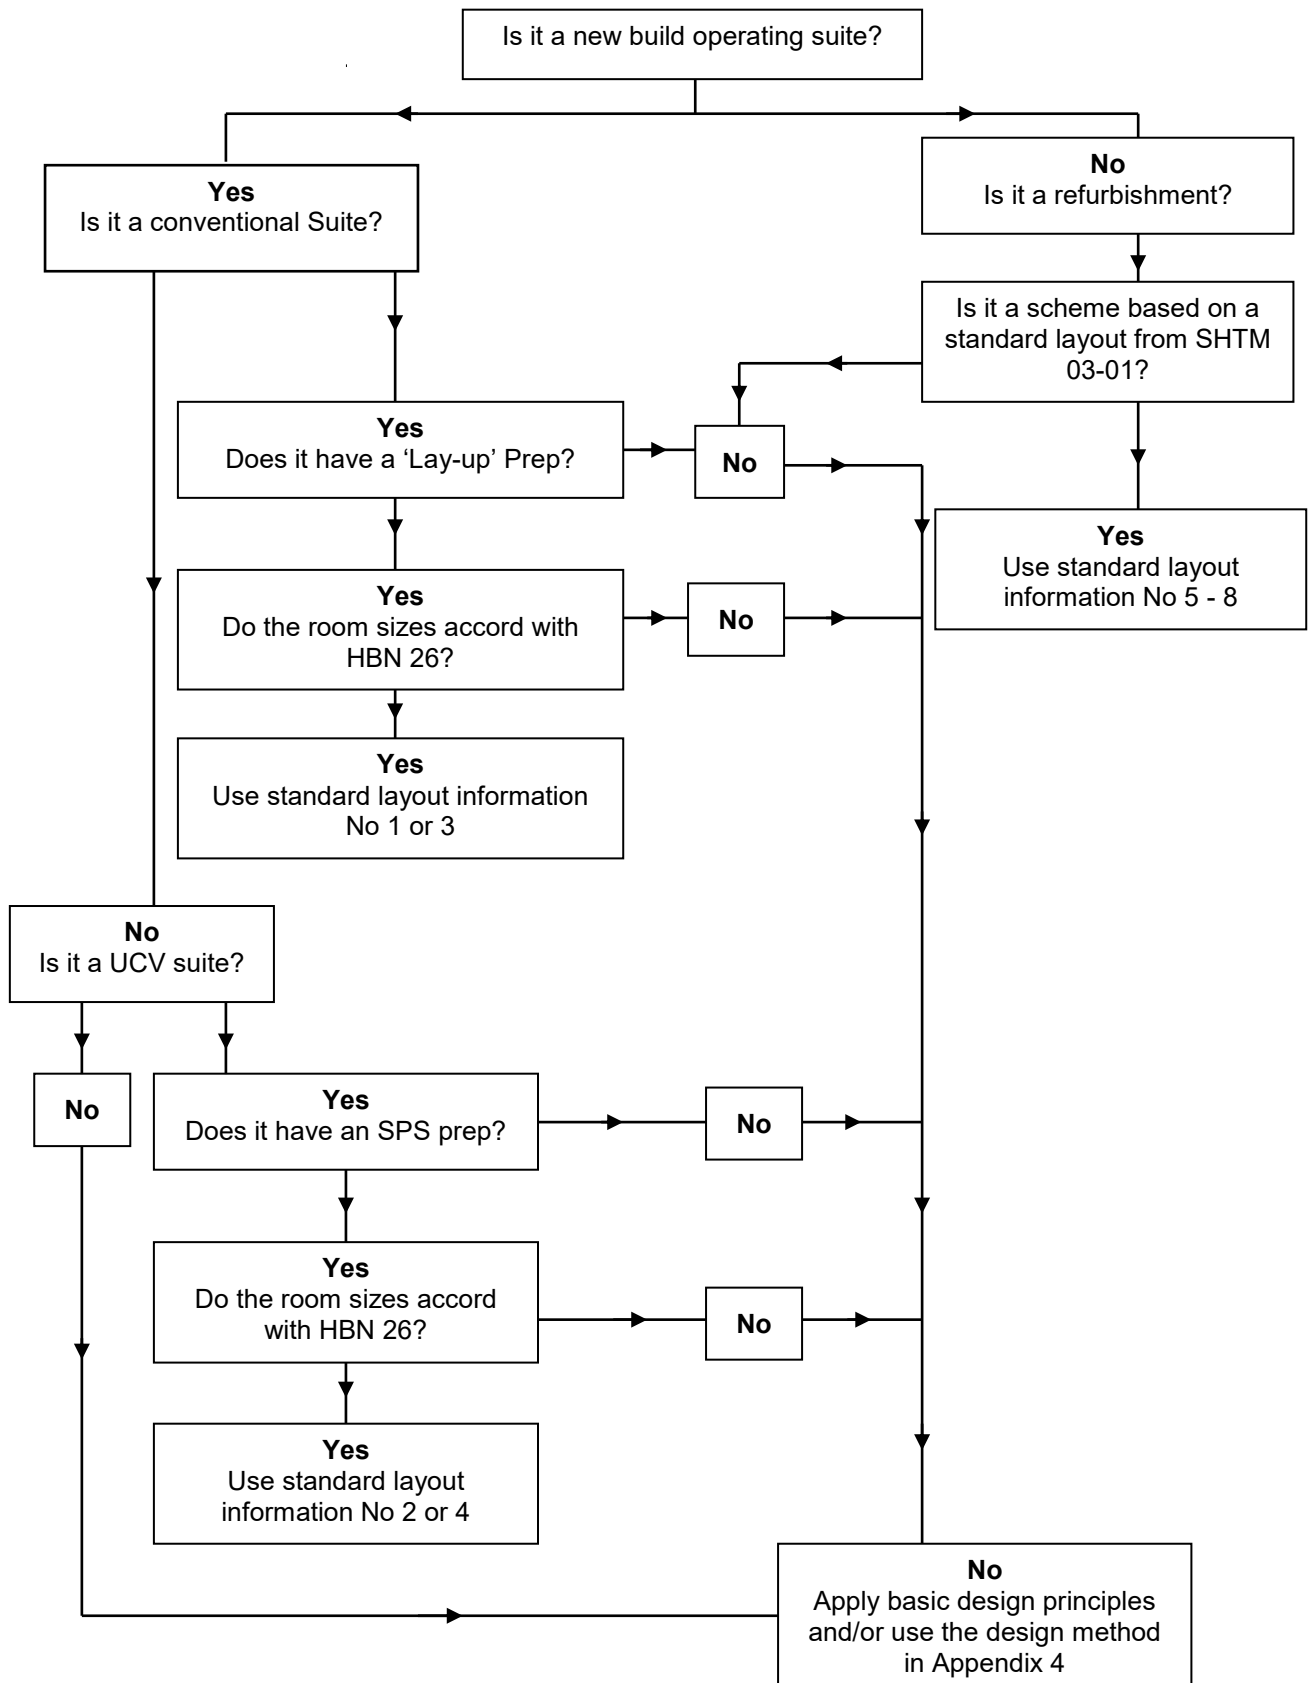 Is it a new build operating suite?
Yes
Is it a conventional Suite?
No
Is it a refurbishment?
Is it a scheme based on a
standard layout from SHTM
03-01?
Yes
Does it have a ‘Lay-up’ Prep?
No
Yes
Use standard layout
information No 5 - 8
Yes
Do the room sizes accord with
HBN 26?
No
Yes
Use standard layout information
No 1 or 3
No
Is it a UCV suite?
No
Yes
Does it have an SPS prep?
No
Yes
Do the room sizes accord
with HBN 26?
No
Yes
Use standard layout
information No 2 or 4
No
Apply basic design principles
and/or use the design method
in Appendix 4